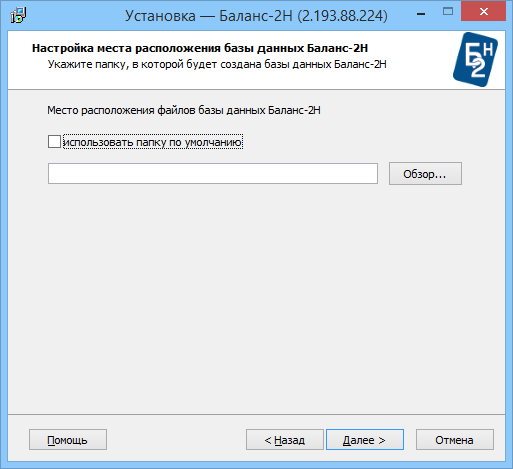 Установка — Баланс-2Н (2.193.88.224)
Настройка места расположения базы данных Баланс-2Н
Укажите папку, в которой будет создана базы данных Баланс-2Н
Б Н
2
Место расположения файлов базы данных Баланс-2Н
использовать папку по умолчанию
Обзор...
Помощь
< Назад
Далее >
Отмена